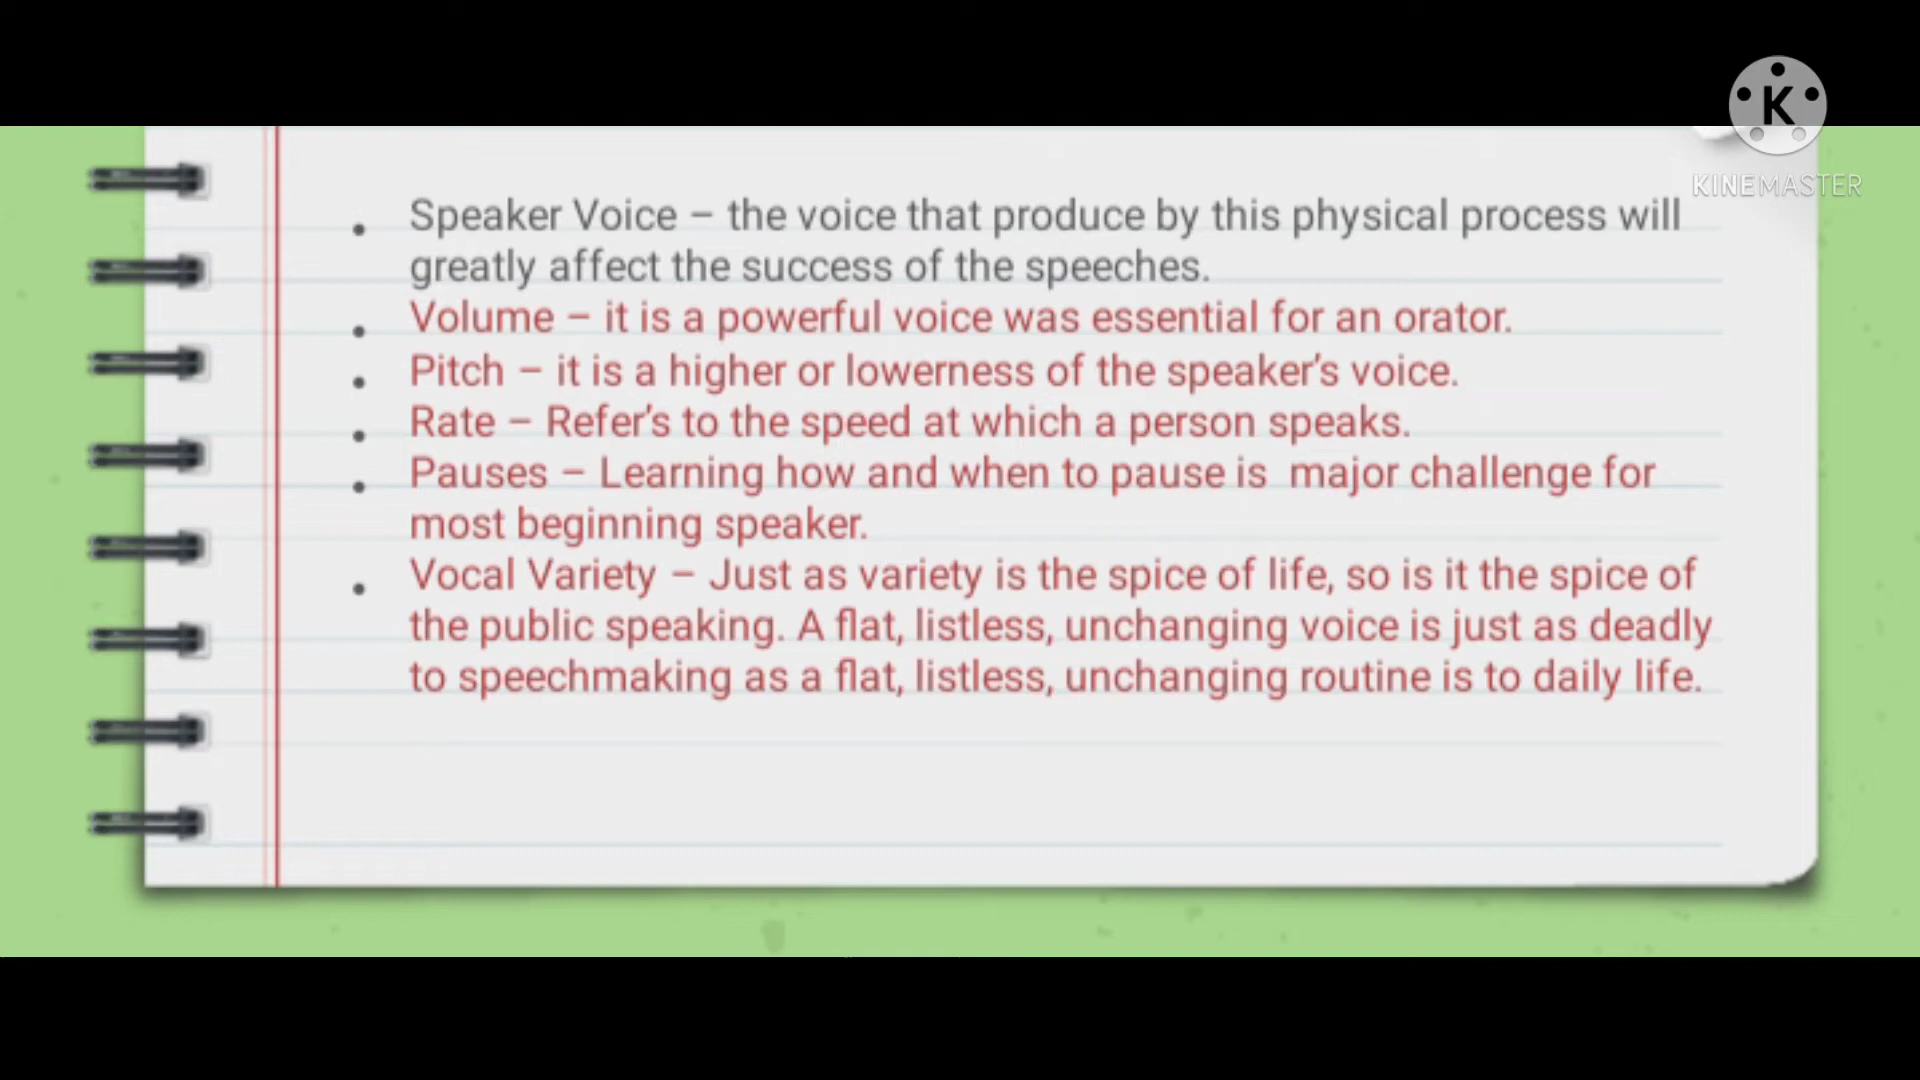 K
KINEMASTER
Speaker Voice – the voice that produce by this physical process will
greatly affect the success of the speeches.
Volume – it is a powerful voice was essential for an orator.
Pitch – it is a higher or lowerness of the speaker's voice.
Rate – Refer's to the speed at which a person speaks.
Pauses – Learning how and when to pause is  major challenge for
most beginning speaker.
Vocal Variety – Just as variety is the spice of life, so is it the spice of
the public speaking. A flat, listless, unchanging voice is just as deadly
to speechmaking as a flat, listless, unchanging routine is to daily life.